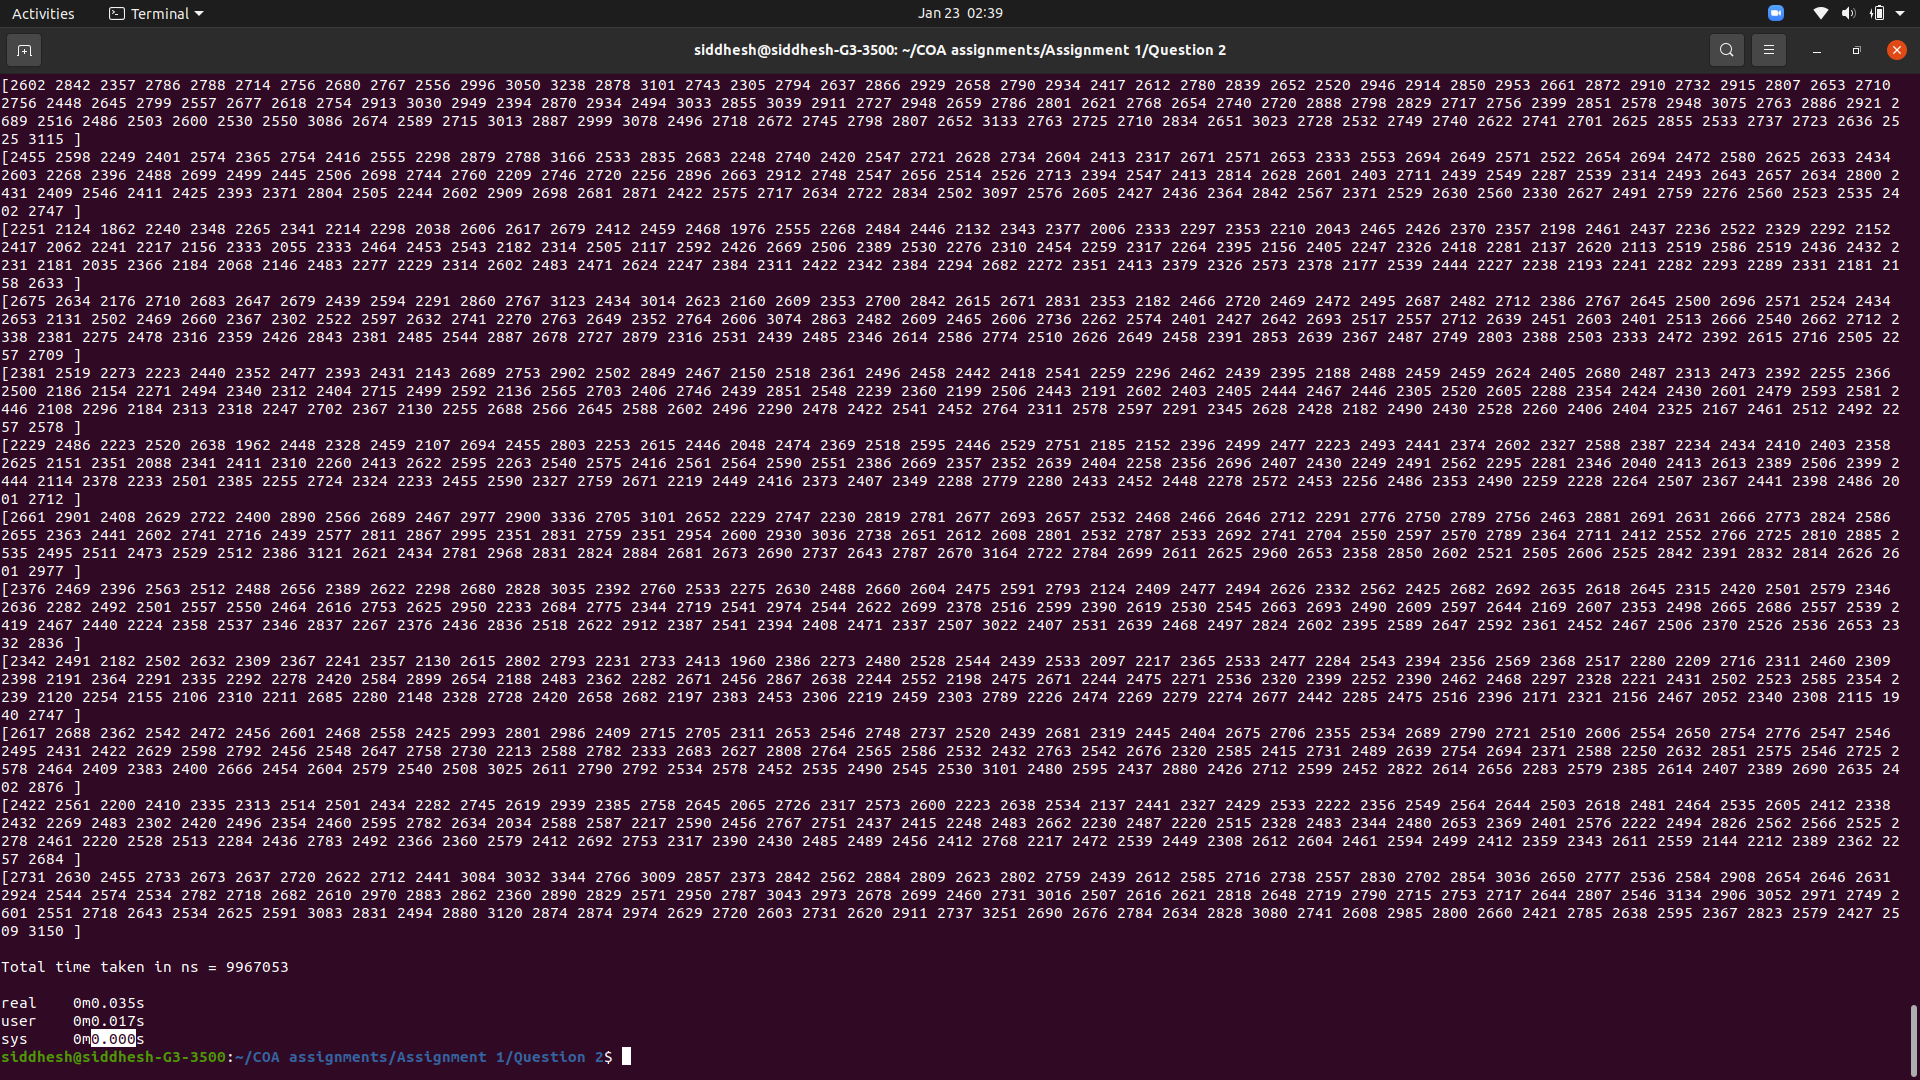 Activities
Terminal
Jan 23 02:39
siddhesh@siddhesh-G3-3500: ~/COA assignments/Assignment 1/Question 2
[2602 2842 2357 2786 2788 2714 2756 2680 2767 2556 2996 3050 3238 2878 3101 2743 2305 2794 2637 2866 2929 2658 2790 2934 2417 2612 2780 2839 2652 2520 2946 2914 2850 2953 2661 2872 2910 2732 2915 2807 2653 2710
2756 2448 2645 2799 2557 2677 2618 2754 2913 3030 2949 2394 2870 2934 2494 3033 2855 3039 2911 2727 2948 2659 2786 2801 2621 2768 2654 2740 2720 2888 2798 2829 2717 2756 2399 2851 2578 2948 3075 2763 2886 2921 2
689 2516 2486 2503 2600 2530 2550 3086 2674 2589 2715 3013 2887 2999 3078 2496 2718 2672 2745 2798 2807 2652 3133 2763 2725 2710 2834 2651 3023 2728 2532 2749 2740 2622 2741 2701 2625 2855 2533 2737 2723 2636 25
25 3115 ]
[2455 2598 2249 2401 2574 2365 2754 2416 2555 2298 2879 2788 3166 2533 2835 2683 2248 2740 2420 2547 2721 2628 2734 2604 2413 2317 2671 2571 2653 2333 2553 2694 2649 2571 2522 2654 2694 2472 2580 2625 2633 2434
2603 2268 2396 2488 2699 2499 2445 2506 2698 2744 2760 2209 2746 2720 2256 2896 2663 2912 2748 2547 2656 2514 2526 2713 2394 2547 2413 2814 2628 2601 2403 2711 2439 2549 2287 2539 2314 2493 2643 2657 2634 2800 2
431 2409 2546 2411 2425 2393 2371 2804 2505 2244 2602 2909 2698 2681 2871 2422 2575 2717 2634 2722 2834 2502 3097 2576 2605 2427 2436 2364 2842 2567 2371 2529 2630 2560 2330 2627 2491 2759 2276 2560 2523 2535 24
02 2747 ]
[2251 2124 1862 2240 2348 2265 2341 2214 2298 2038 2606 2617 2679 2412 2459 2468 1976 2555 2268 2484 2446 2132 2343 2377 2006 2333 2297 2353 2210 2043 2465 2426 2370 2357 2198 2461 2437 2236 2522 2329 2292 2152
2417 2062 2241 2217 2156 2333 2055 2333 2464 2453 2543 2182 2314 2505 2117 2592 2426 2669 2506 2389 2530 2276 2310 2454 2259 2317 2264 2395 2156 2405 2247 2326 2418 2281 2137 2620 2113 2519 2586 2519 2436 2432 2
231 2181 2035 2366 2184 2068 2146 2483 2277 2229 2314 2602 2483 2471 2624 2247 2384 2311 2422 2342 2384 2294 2682 2272 2351 2413 2379 2326 2573 2378 2177 2539 2444 2227 2238 2193 2241 2282 2293 2289 2331 2181 21
58 2633 ]
[2675 2634 2176 2710 2683 2647 2679 2439 2594 2291 2860 2767 3123 2434 3014 2623 2160 2609 2353 2700 2842 2615 2671 2831 2353 2182 2466 2720 2469 2472 2495 2687 2482 2712 2386 2767 2645 2500 2696 2571 2524 2434
2653 2131 2502 2469 2660 2367 2302 2522 2597 2632 2741 2270 2763 2649 2352 2764 2606 3074 2863 2482 2609 2465 2606 2736 2262 2574 2401 2427 2642 2693 2517 2557 2712 2639 2451 2603 2401 2513 2666 2540 2662 2712 2
338 2381 2275 2478 2316 2359 2426 2843 2381 2485 2544 2887 2678 2727 2879 2316 2531 2439 2485 2346 2614 2586 2774 2510 2626 2649 2458 2391 2853 2639 2367 2487 2749 2803 2388 2503 2333 2472 2392 2615 2716 2505 22
57 2709 ]
[2381 2519 2273 2223 2440 2352 2477 2393 2431 2143 2689 2753 2902 2502 2849 2467 2150 2518 2361 2496 2458 2442 2418 2541 2259 2296 2462 2439 2395 2188 2488 2459 2459 2624 2405 2680 2487 2313 2473 2392 2255 2366
2500 2186 2154 2271 2494 2340 2312 2404 2715 2499 2592 2136 2565 2703 2406 2746 2439 2851 2548 2239 2360 2199 2506 2443 2191 2602 2403 2405 2444 2467 2446 2305 2520 2605 2288 2354 2424 2430 2601 2479 2593 2581 2
446 2108 2296 2184 2313 2318 2247 2702 2367 2130 2255 2688 2566 2645 2588 2602 2496 2290 2478 2422 2541 2452 2764 2311 2578 2597 2291 2345 2628 2428 2182 2490 2430 2528 2260 2406 2404 2325 2167 2461 2512 2492 22
57 2578 ]
[2229 2486 2223 2520 2638 1962 2448 2328 2459 2107 2694 2455 2803 2253 2615 2446 2048 2474 2369 2518 2595 2446 2529 2751 2185 2152 2396 2499 2477 2223 2493 2441 2374 2602 2327 2588 2387 2234 2434 2410 2403 2358
2625 2151 2351 2088 2341 2411 2310 2260 2413 2622 2595 2263 2540 2575 2416 2561 2564 2590 2551 2386 2669 2357 2352 2639 2404 2258 2356 2696 2407 2430 2249 2491 2562 2295 2281 2346 2040 2413 2613 2389 2506 2399 2
444 2114 2378 2233 2501 2385 2255 2724 2324 2233 2455 2590 2327 2759 2671 2219 2449 2416 2373 2407 2349 2288 2779 2280 2433 2452 2448 2278 2572 2453 2256 2486 2353 2490 2259 2228 2264 2507 2367 2441 2398 2486 20
01 2712 ]
[2661 2901 2408 2629 2722 2400 2890 2566 2689 2467 2977 2900 3336 2705 3101 2652 2229 2747 2230 2819 2781 2677 2693 2657 2532 2468 2466 2646 2712 2291 2776 2750 2789 2756 2463 2881 2691 2631 2666 2773 2824 2586
2655 2363 2441 2602 2741 2716 2439 2577 2811 2867 2995 2351 2831 2759 2351 2954 2600 2930 3036 2738 2651 2612 2608 2801 2532 2787 2533 2692 2741 2704 2550 2597 2570 2789 2364 2711 2412 2552 2766 2725 2810 2885 2
535 2495 2511 2473 2529 2512 2386 3121 2621 2434 2781 2968 2831 2824 2884 2681 2673 2690 2737 2643 2787 2670 3164 2722 2784 2699 2611 2625 2960 2653 2358 2850 2602 2521 2505 2606 2525 2842 2391 2832 2814 2626 26
01 2977 ]
[2376 2469 2396 2563 2512 2488 2656 2389 2622 2298 2680 2828 3035 2392 2760 2533 2275 2630 2488 2660 2604 2475 2591 2793 2124 2409 2477 2494 2626 2332 2562 2425 2682 2692 2635 2618 2645 2315 2420 2501 2579 2346
2636 2282 2492 2501 2557 2550 2464 2616 2753 2625 2950 2233 2684 2775 2344 2719 2541 2974 2544 2622 2699 2378 2516 2599 2390 2619 2530 2545 2663 2693 2490 2609 2597 2644 2169 2607 2353 2498 2665 2686 2557 2539 2
419 2467 2440 2224 2358 2537 2346 2837 2267 2376 2436 2836 2518 2622 2912 2387 2541 2394 2408 2471 2337 2507 3022 2407 2531 2639 2468 2497 2824 2602 2395 2589 2647 2592 2361 2452 2467 2506 2370 2526 2536 2653 23
32 2836 ]
[2342 2491 2182 2502 2632 2309 2367 2241 2357 2130 2615 2802 2793 2231 2733 2413 1960 2386 2273 2480 2528 2544 2439 2533 2097 2217 2365 2533 2477 2284 2543 2394 2356 2569 2368 2517 2280 2209 2716 2311 2460 2309
2398 2191 2364 2291 2335 2292 2278 2420 2584 2899 2654 2188 2483 2362 2282 2671 2456 2867 2638 2244 2552 2198 2475 2671 2244 2475 2271 2536 2320 2399 2252 2390 2462 2468 2297 2328 2221 2431 2502 2523 2585 2354 2
239 2120 2254 2155 2106 2310 2211 2685 2280 2148 2328 2728 2420 2658 2682 2197 2383 2453 2306 2219 2459 2303 2789 2226 2474 2269 2279 2274 2677 2442 2285 2475 2516 2396 2171 2321 2156 2467 2052 2340 2308 2115 19
40 2747 ]
[2617 2688 2362 2542 2472 2456 2601 2468 2558 2425 2993 2801 2986 2409 2715 2705 2311 2653 2546 2748 2737 2520 2439 2681 2319 2445 2404 2675 2706 2355 2534 2689 2790 2721 2510 2606 2554 2650 2754 2776 2547 2546
2495 2431 2422 2629 2598 2792 2456 2548 2647 2758 2730 2213 2588 2782 2333 2683 2627 2808 2764 2565 2586 2532 2432 2763 2542 2676 2320 2585 2415 2731 2489 2639 2754 2694 2371 2588 2250 2632 2851 2575 2546 2725 2
578 2464 2409 2383 2400 2666 2454 2604 2579 2540 2508 3025 2611 2790 2792 2534 2578 2452 2535 2490 2545 2530 3101 2480 2595 2437 2880 2426 2712 2599 2452 2822 2614 2656 2283 2579 2385 2614 2407 2389 2690 2635 24
02 2876 ]
[2422 2561 2200 2410 2335 2313 2514 2501 2434 2282 2745 2619 2939 2385 2758 2645 2065 2726 2317 2573 2600 2223 2638 2534 2137 2441 2327 2429 2533 2222 2356 2549 2564 2644 2503 2618 2481 2464 2535 2605 2412 2338
2432 2269 2483 2302 2420 2496 2354 2460 2595 2782 2634 2034 2588 2587 2217 2590 2456 2767 2751 2437 2415 2248 2483 2662 2230 2487 2220 2515 2328 2483 2344 2480 2653 2369 2401 2576 2222 2494 2826 2562 2566 2525 2
278 2461 2220 2528 2513 2284 2436 2783 2492 2366 2360 2579 2412 2692 2753 2317 2390 2430 2485 2489 2456 2412 2768 2217 2472 2539 2449 2308 2612 2604 2461 2594 2499 2412 2359 2343 2611 2559 2144 2212 2389 2362 22
57 2684 ]
[2731 2630 2455 2733 2673 2637 2720 2622 2712 2441 3084 3032 3344 2766 3009 2857 2373 2842 2562 2884 2809 2623 2802 2759 2439 2612 2585 2716 2738 2557 2830 2702 2854 3036 2650 2777 2536 2584 2908 2654 2646 2631
2924 2544 2574 2534 2782 2718 2682 2610 2970 2883 2862 2360 2890 2829 2571 2950 2787 3043 2973 2678 2699 2460 2731 3016 2507 2616 2621 2818 2648 2719 2790 2715 2753 2717 2644 2807 2546 3134 2906 3052 2971 2749 2
601 2551 2718 2643 2534 2625 2591 3083 2831 2494 2880 3120 2874 2874 2974 2629 2720 2603 2731 2620 2911 2737 3251 2690 2676 2784 2634 2828 3080 2741 2608 2985 2800 2660 2421 2785 2638 2595 2367 2823 2579 2427 25
09 3150 ]
Total time taken in ns = 9967053
real 0m0.035s
user 0m0.017s
sys 0m0.000s
siddhesh@siddhesh-G3-3500:~/COA assignments/Assignment 1/Question 2$